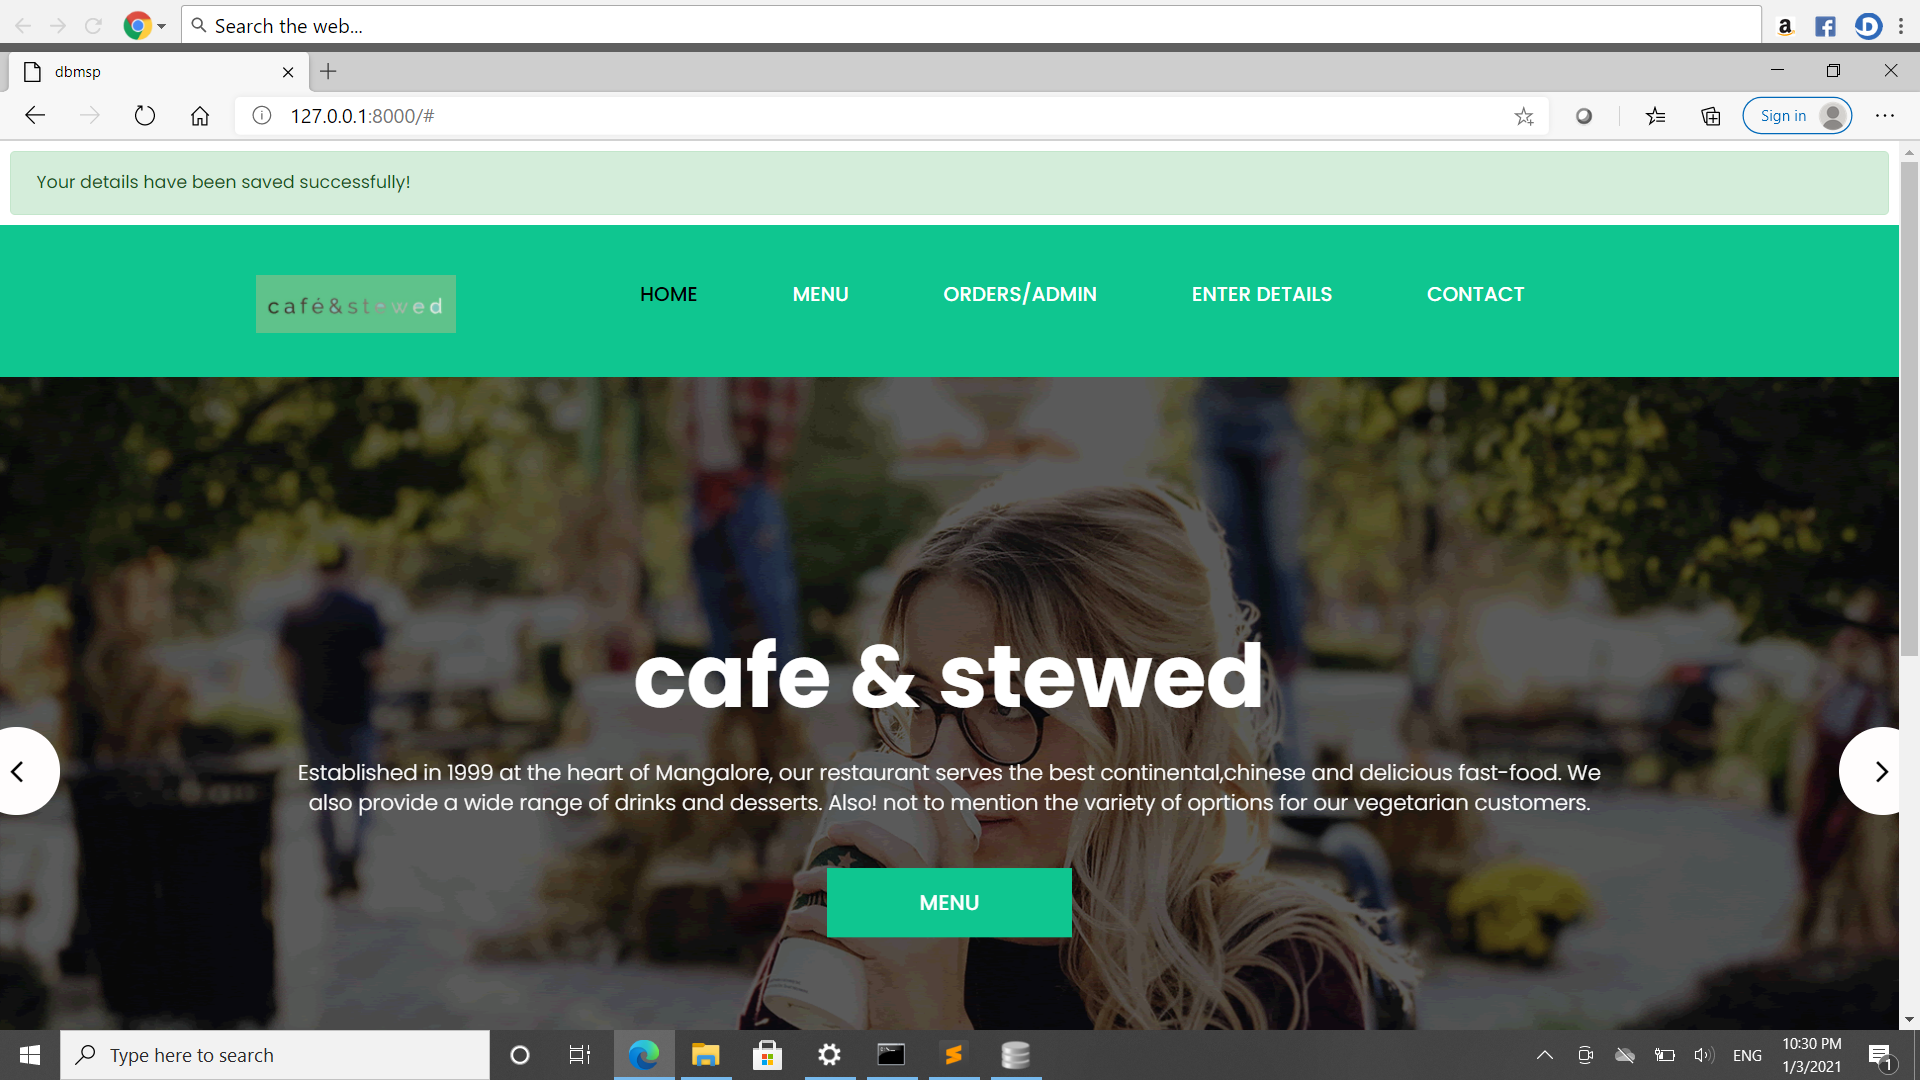 Search the web...
a
dbmsp
127.0.0.1:8000/#
Sign in
Your details have been saved successfully!
café&stewed
HOME
MENU
ORDERS/ADMIN
ENTER DETAILS
CONTACT
cafe & stewed
Established in 1999 at the heart of Mangalore, our restaurant serves the best continental,chinese and delicious fast-food. We
also provide a wide range of drinks and desserts. Also! not to mention the variety of oprtions for our vegetarian customers.
MENU
Type here to search
ENG
10:30 PM
1/3/2021
1